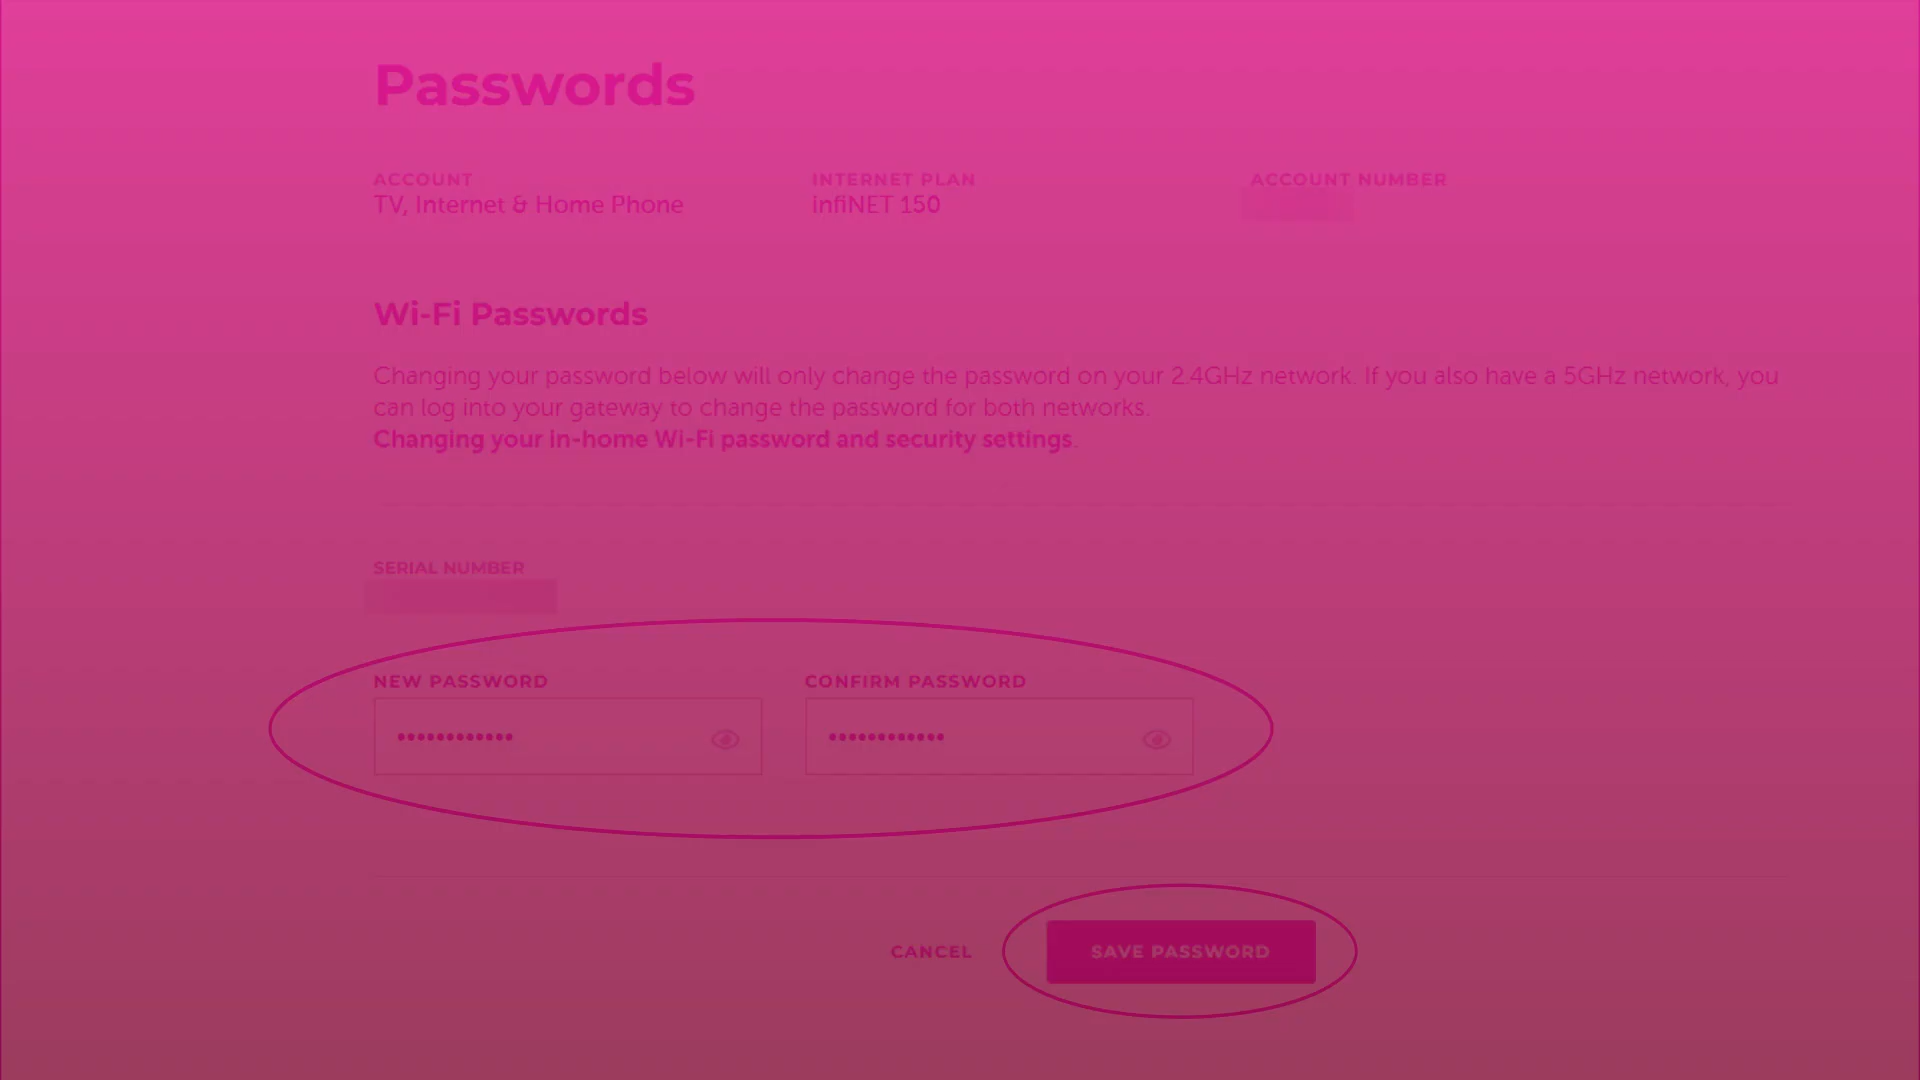 Passwords
ACCOUNT
TV, Internet & Home Phone
INTERNET PLAN
infiNET 150
ACCOUNT NUMBER
Wi-Fi Passwords
Changing your password below will only change the password on your 2.4GHz network. If you also have a 5GHz network, you
can log into your gateway to change the password for both networks.
Changing your in-home Wi-Fi password and security settings.
SERIAL NUMBER
NEW PASSWORD
••••••••••••
CONFIRM PASSWORD
••••••••••••
CANCEL
SAVE PASSWORD